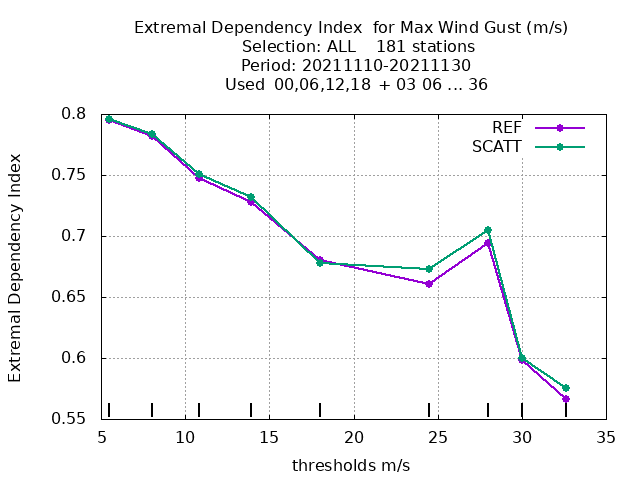 Extremal Dependency Index  for Max Wind Gust (m/s)
Selection: ALL    181 stations
Period: 20211110-20211130
Used  00,06,12,18  + 03 06 ... 36
REF
SCATT
Extremal Dependency Index
0.8
0.75
0.7
0.65
0.6
0.55
5 10 15 20 25 30 35
thresholds m/s